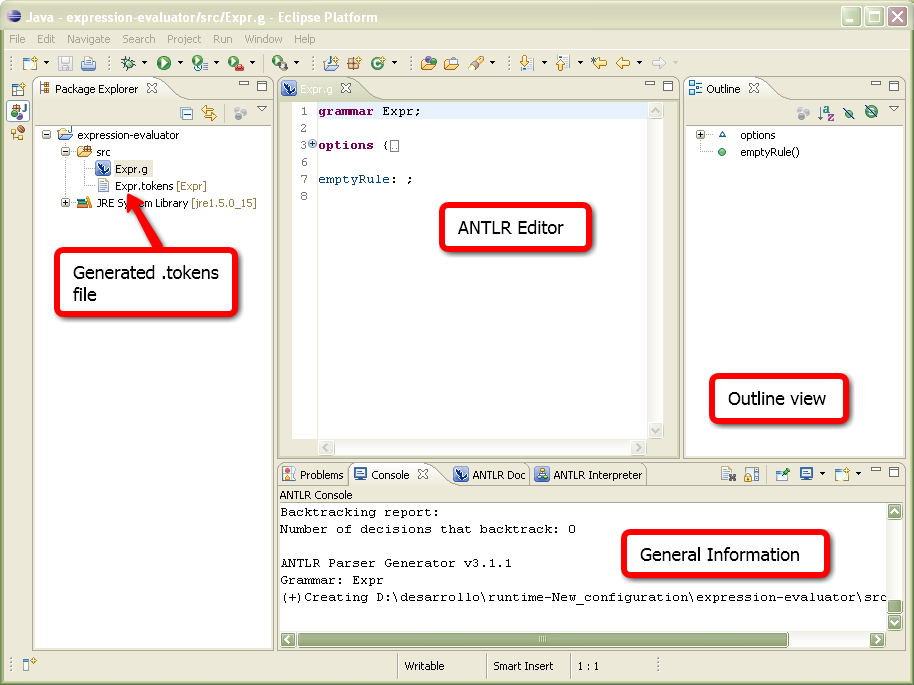 Java - expression-evaluator/src/Expr.g - Eclipse Platform
File Edit Navigate Search Project Run Window Help
Package Explorer
expression-evaluator
src
Expr.g
Expr.tokens [Expr]
JRE System Library [jre1.5.0_15]
Generated .tokens
file
Expr.g
1 grammar Expr;
2
3 options {
6
7 emptyRule: ;
8
ANTLR Editor
Outline
options
emptyRule()
Outline view
Problems Console ANTLR Doc ANTLR Interpreter
ANTLR Console
Backtracking report:
Number of decisions that backtrack: 0
ANTLR Parser Generator v3.1.1
Grammar: Expr
(+)Creating D:\desarrollo\runtime-New_configuration\expression-evaluator\src
General Information
Writable Smart Insert 1 : 1